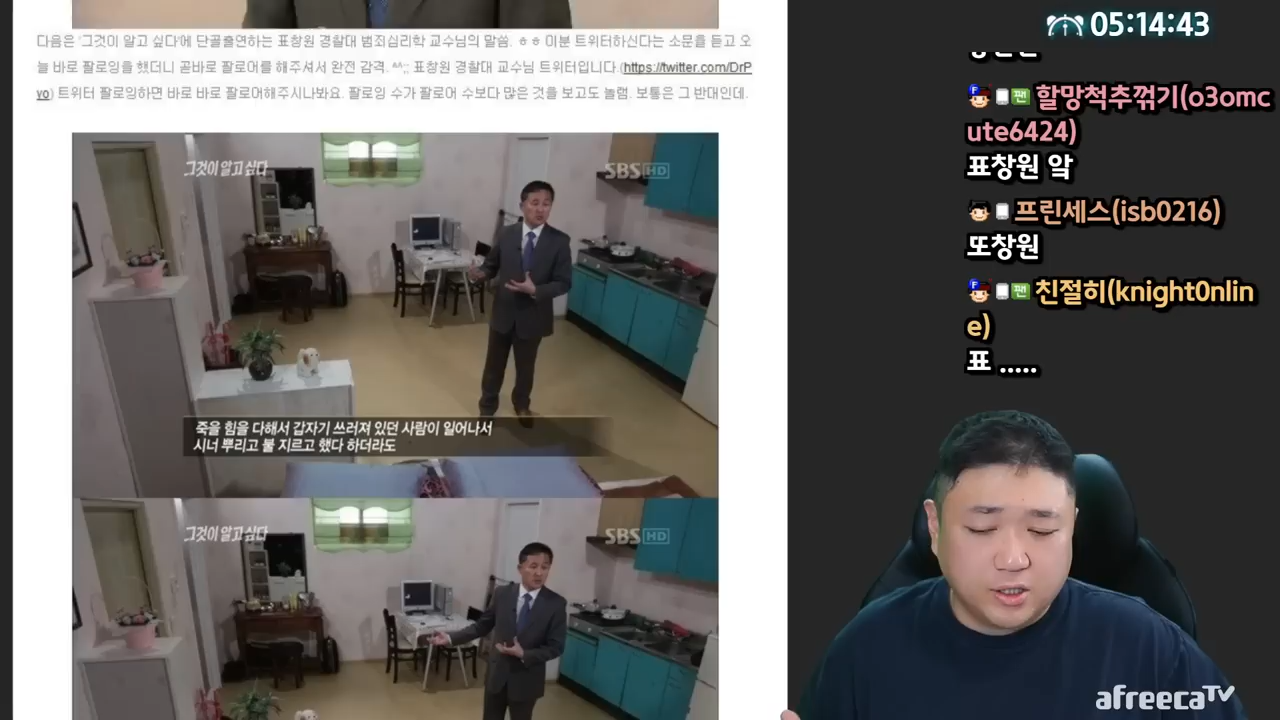 다음은 '그것이 알고 싶다'에 단골출연하는 표창원 경찰대 범죄심리학 교수님의 말씀. ㅎㅎ 이분 트위터하신다는 소문을 듣고 오
늘 바로 팔로잉을 했더니 곧바로 팔로어를 해주셔서 완전 감격. ^^;; 표창원 경찰대 교수님 트위터입니다.(https://twitter.com/DrP
yo) 트위터 팔로잉하면 바로 바로 팔로어해주시나봐요. 팔로잉 수가 팔로어 수보다 많은 것을 보고도 놀람. 보통은 그 반대인데.
그것이 알고 싶다
SBS HD
죽을 힘을 다해서 갑자기 쓰러져 있던 사람이 일어나서
시너 뿌리고 불 지르고 했다 하더라도
그것이 알고 싶다
SBS HD
05:14:43
팬 할망척추꺾기(o3omc
ute6424)
표창원 앜
프린세스(isb0216)
또창원
팬 친절히(knight0nlin
e)
표 .....
afreecaTV